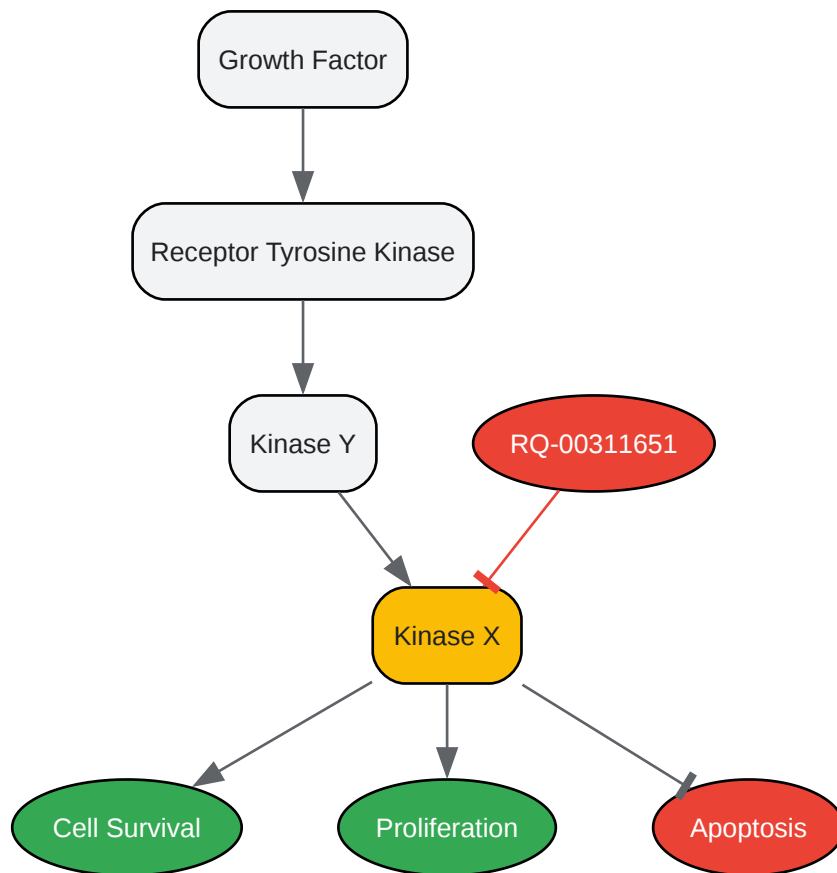 Growth Factor
Receptor Tyrosine Kinase
Kinase Y
RQ-00311651
Kinase X
Cell Survival
Proliferation
Apoptosis